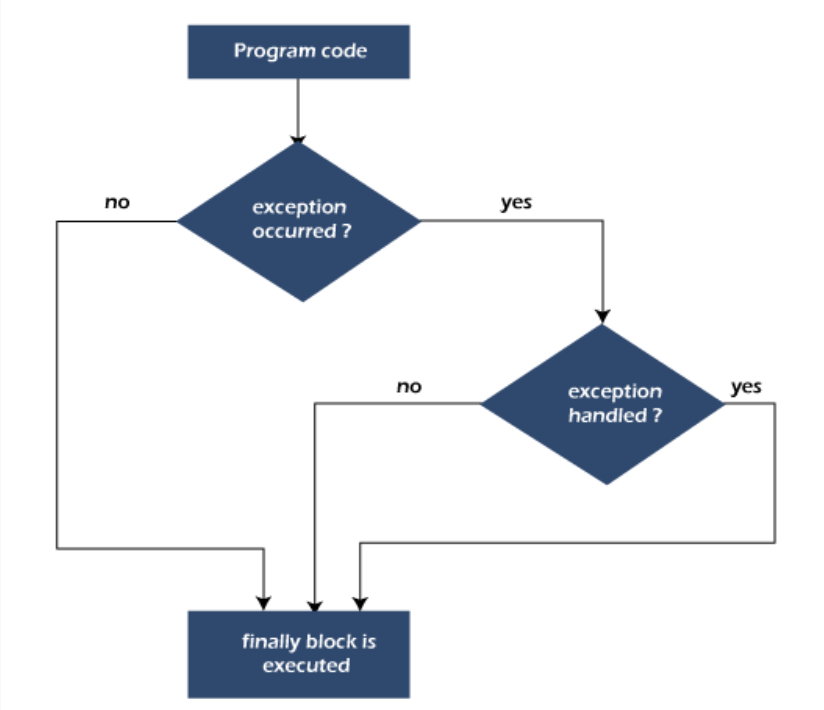 Program code
no
exception
occurred ?
yes
no
exception
handled ?
yes
finally block is
executed